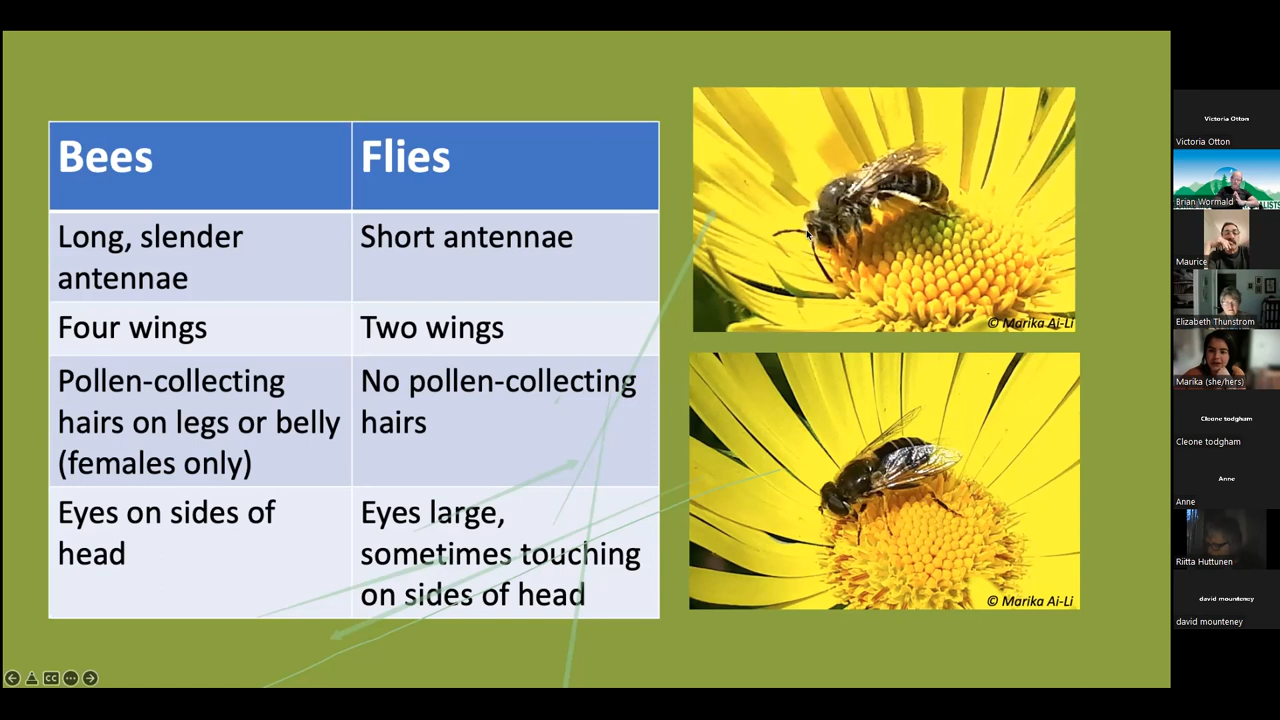 Bees
Flies
Long, slender
antennae
Short antennae
Four wings
Two wings
Pollen-collecting
hairs on legs or belly
(females only)
No pollen-collecting
hairs
Eyes on sides of
head
Eyes large,
sometimes touching
on sides of head
© Marika Ai-Li
© Marika Ai-Li
CC
Victoria Otton
Victoria Otton
Brian Wormald
Maurice
Elizabeth Thunstrom
Marika (she/hers)
Cleone todgham
Cleone todgham
Anne
Anne
Riitta Huttunen
david mounteney
david mounteney